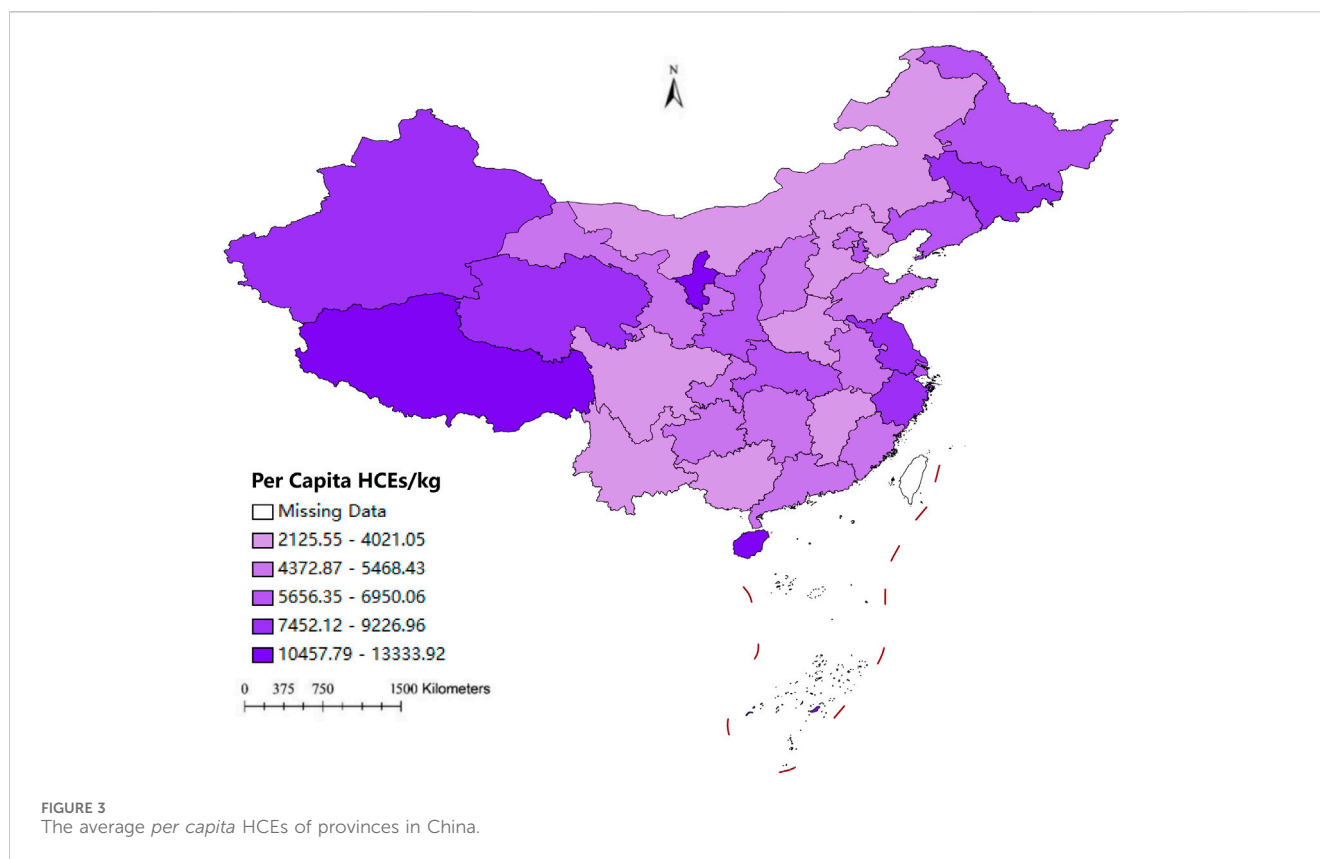 N
Per Capita HCEs/kg
Missing Data
2125.55 - 4021.05
4372.87 - 5468.43
5656.35 - 6950.06
7452.12 - 9226.96
10457.79 - 13333.92
0 375 750 1500 Kilometers
FIGURE 3
The average per capita HCEs of provinces in China.